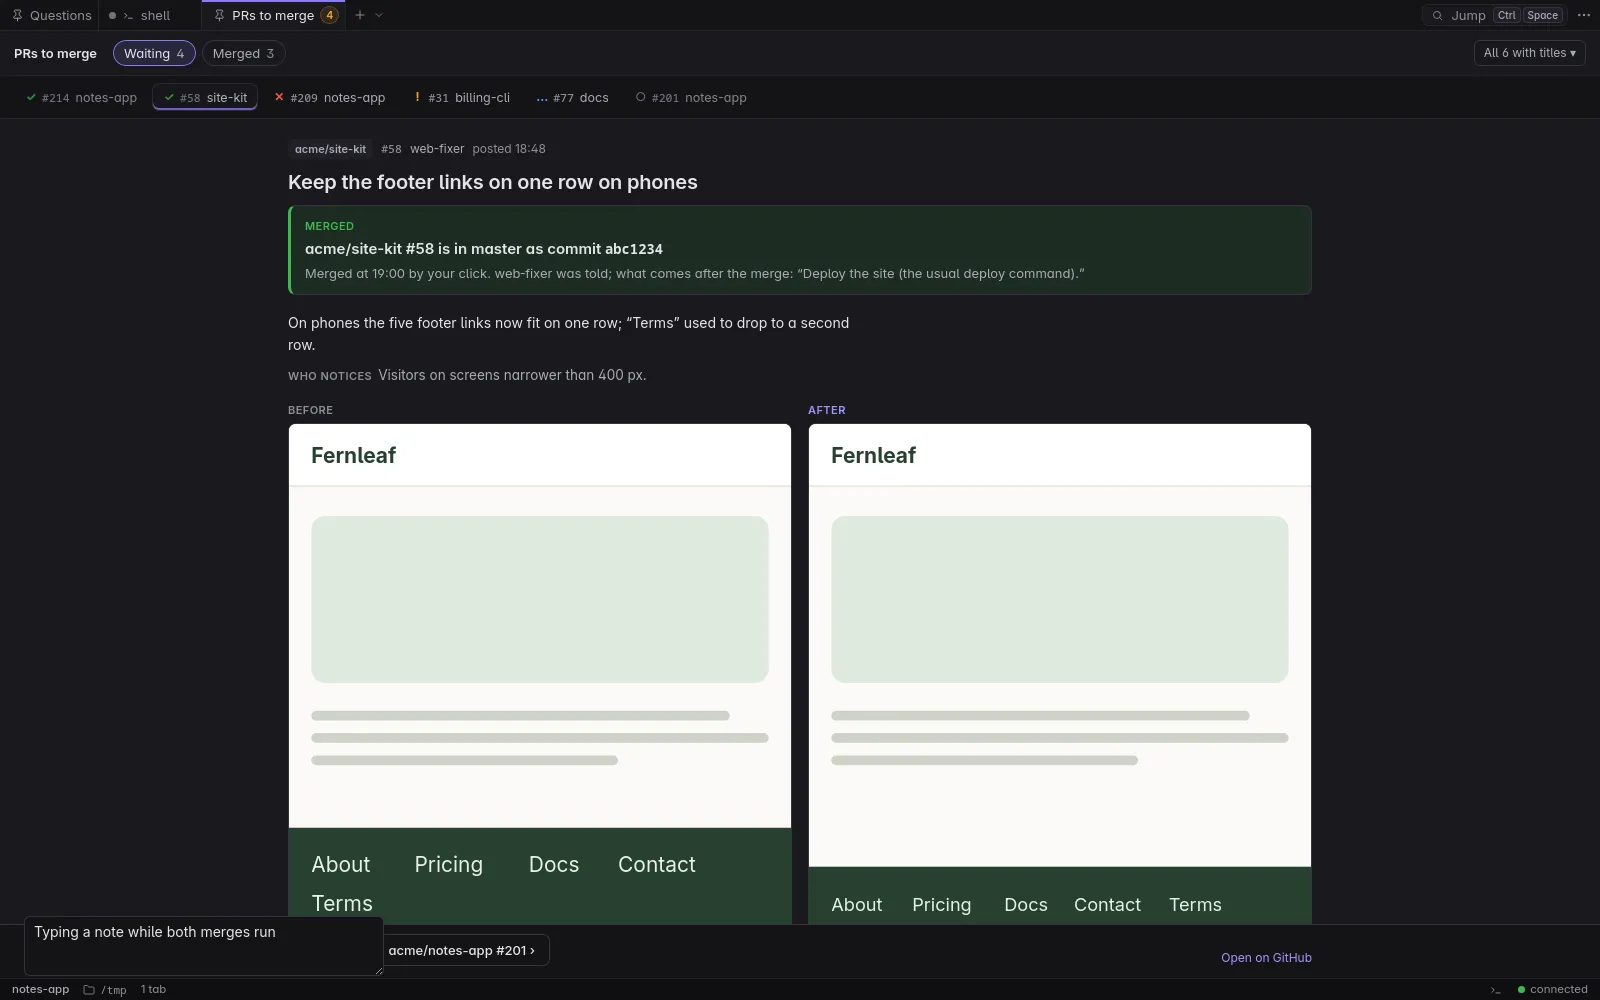 Questions
shell
PRs to merge 4
Jump Ctrl Space
PRs to merge Waiting 4 Merged 3 All 6 with titles ▾
#214 notes-app #58 site-kit #209 notes-app ! #31 billing-cli … #77 docs #201 notes-app
acme/site-kit #58 web-fixer posted 18:48
Keep the footer links on one row on phones
MERGED
acme/site-kit #58 is in master as commit abc1234
Merged at 19:00 by your click. web-fixer was told; what comes after the merge: “Deploy the site (the usual deploy command).”
On phones the five footer links now fit on one row; “Terms” used to drop to a second
row.
WHO NOTICES Visitors on screens narrower than 400 px.
BEFORE
Fernleaf
About Pricing Docs Contact
Terms
AFTER
Fernleaf
About Pricing Docs Contact Terms
Typing a note while both merges run
acme/notes-app #201 ›
Open on GitHub
notes-app /tmp 1 tab
connected